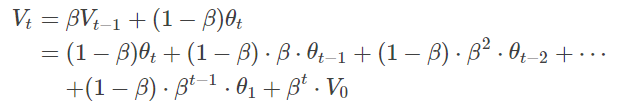 V_t = βV_{t−1} + (1 − β)θ_t
= (1 − β)θ_t + (1 − β) · β · θ_{t−1} + (1 − β) · β^2 · θ_{t−2} + ···
+(1 − β) · β^{t−1} · θ_1 + β^t · V_0